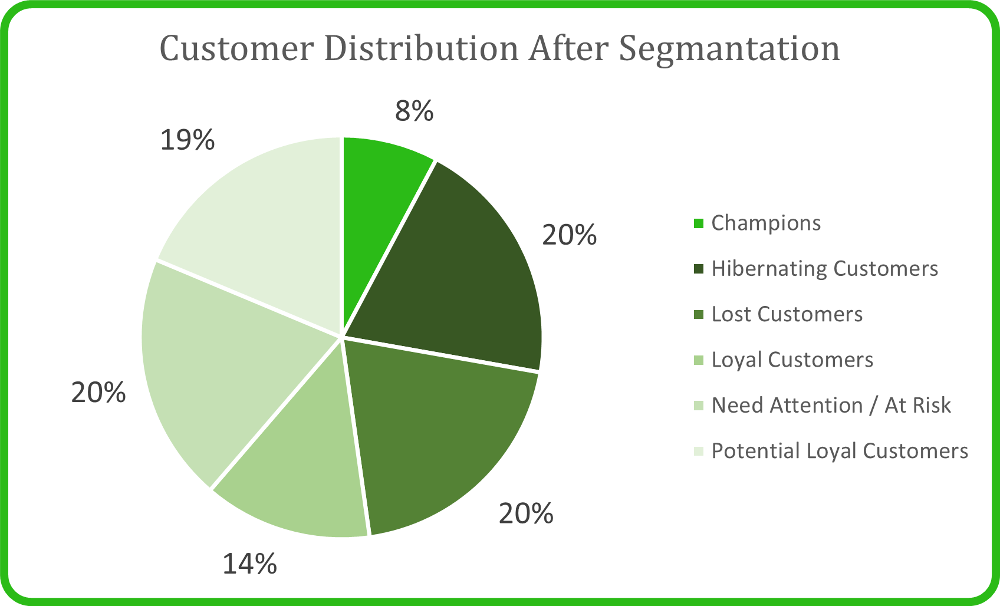 Customer Distribution After Segmantation
8%
19%
20%
20%
20%
14%
Champions
Hibernating Customers
Lost Customers
Loyal Customers
Need Attention / At Risk
Potential Loyal Customers